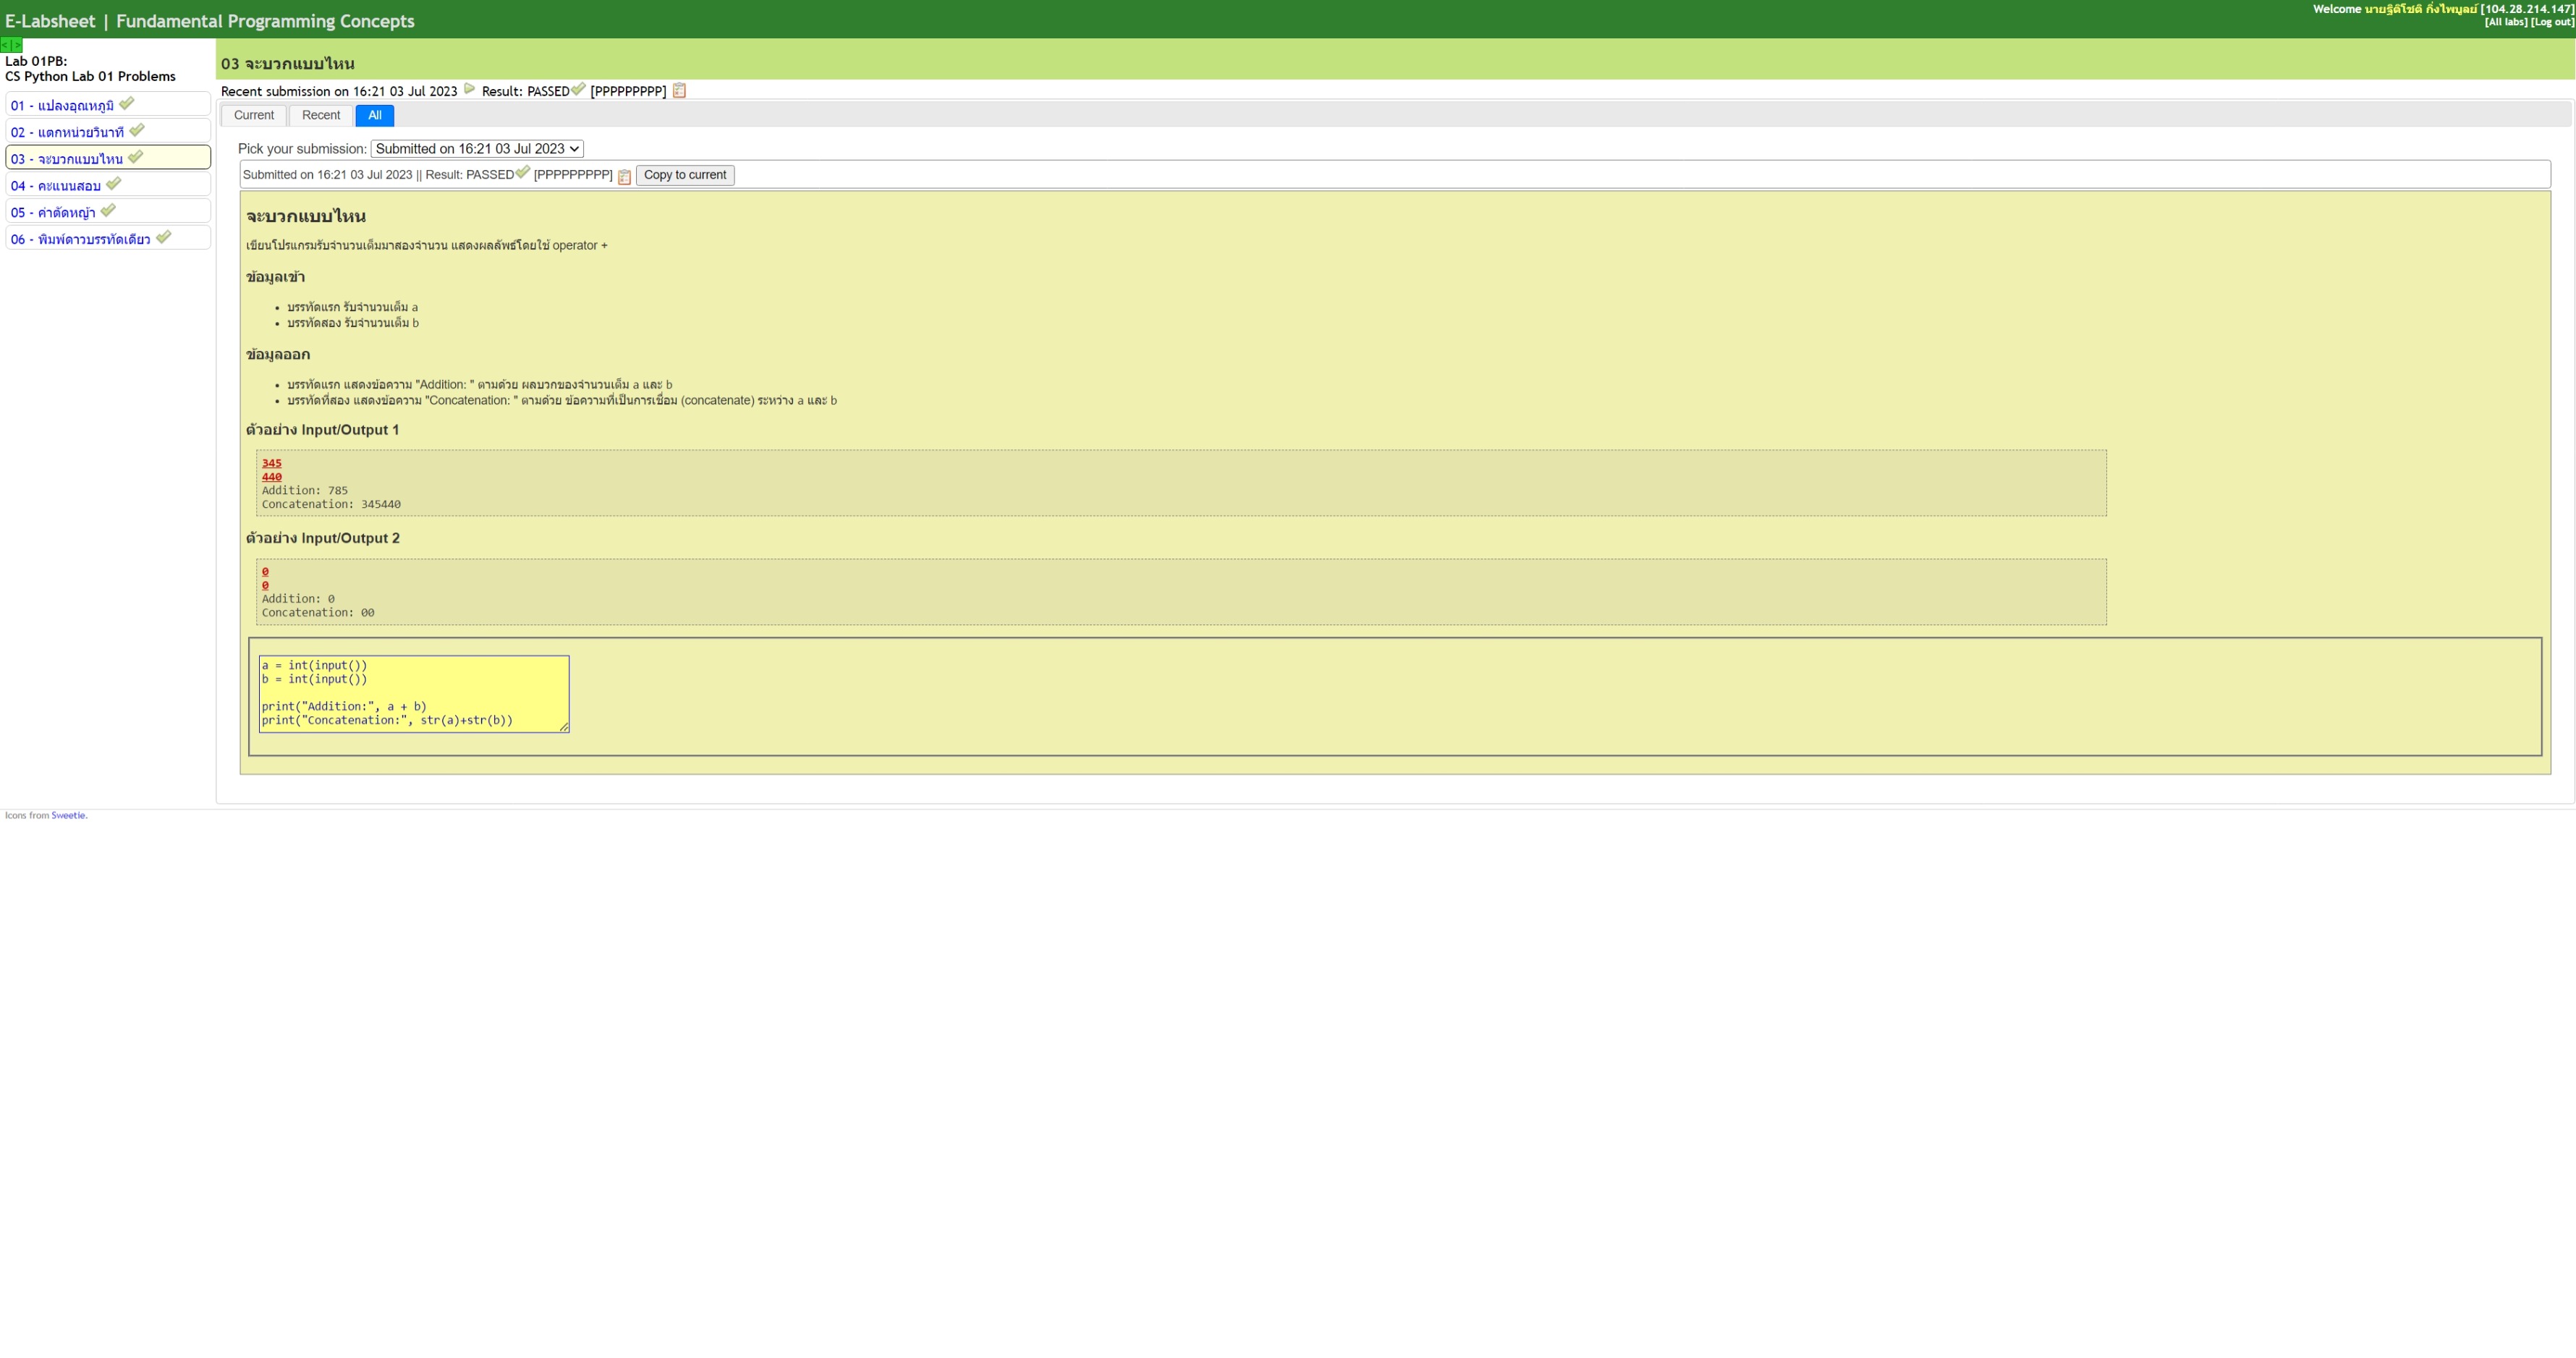 E-Labsheet | Fundamental Programming Concepts
Welcome นายฐิติโชติ กิ่งไพบูลย์ [104.28.214.147]
[All labs] [Log out]
<|>
Lab 01PB:
CS Python Lab 01 Problems
01 - แปลงอุณหภูมิ
02 - แตกหน่วยวินาที
03 - จะบวกแบบไหน
04 - คะแนนสอบ
05 - ค่าตัดหญ้า
06 - พิมพ์ดาวบรรทัดเดียว
03 จะบวกแบบไหน
Recent submission on 16:21 03 Jul 2023 Result: PASSED [PPPPPPPPP]
Current Recent All
Pick your submission: Submitted on 16:21 03 Jul 2023
Submitted on 16:21 03 Jul 2023 || Result: PASSED [PPPPPPPPP] Copy to current
จะบวกแบบไหน
เขียนโปรแกรมรับจำนวนเต็มมาสองจำนวน แสดงผลลัพธ์โดยใช้ operator +
ข้อมูลเข้า
• บรรทัดแรก รับจำนวนเต็ม a
• บรรทัดสอง รับจำนวนเต็ม b
ข้อมูลออก
• บรรทัดแรก แสดงข้อความ "Addition: " ตามด้วย ผลบวกของจำนวนเต็ม a และ b
• บรรทัดที่สอง แสดงข้อความ "Concatenation: " ตามด้วย ข้อความที่เป็นการเชื่อม (concatenate) ระหว่าง a และ b
ตัวอย่าง Input/Output 1
345
440
Addition: 785
Concatenation: 345440
ตัวอย่าง Input/Output 2
0
0
Addition: 0
Concatenation: 00
a = int(input())
b = int(input())
print("Addition:", a + b)
print("Concatenation:", str(a)+str(b))
Icons from Sweetie.